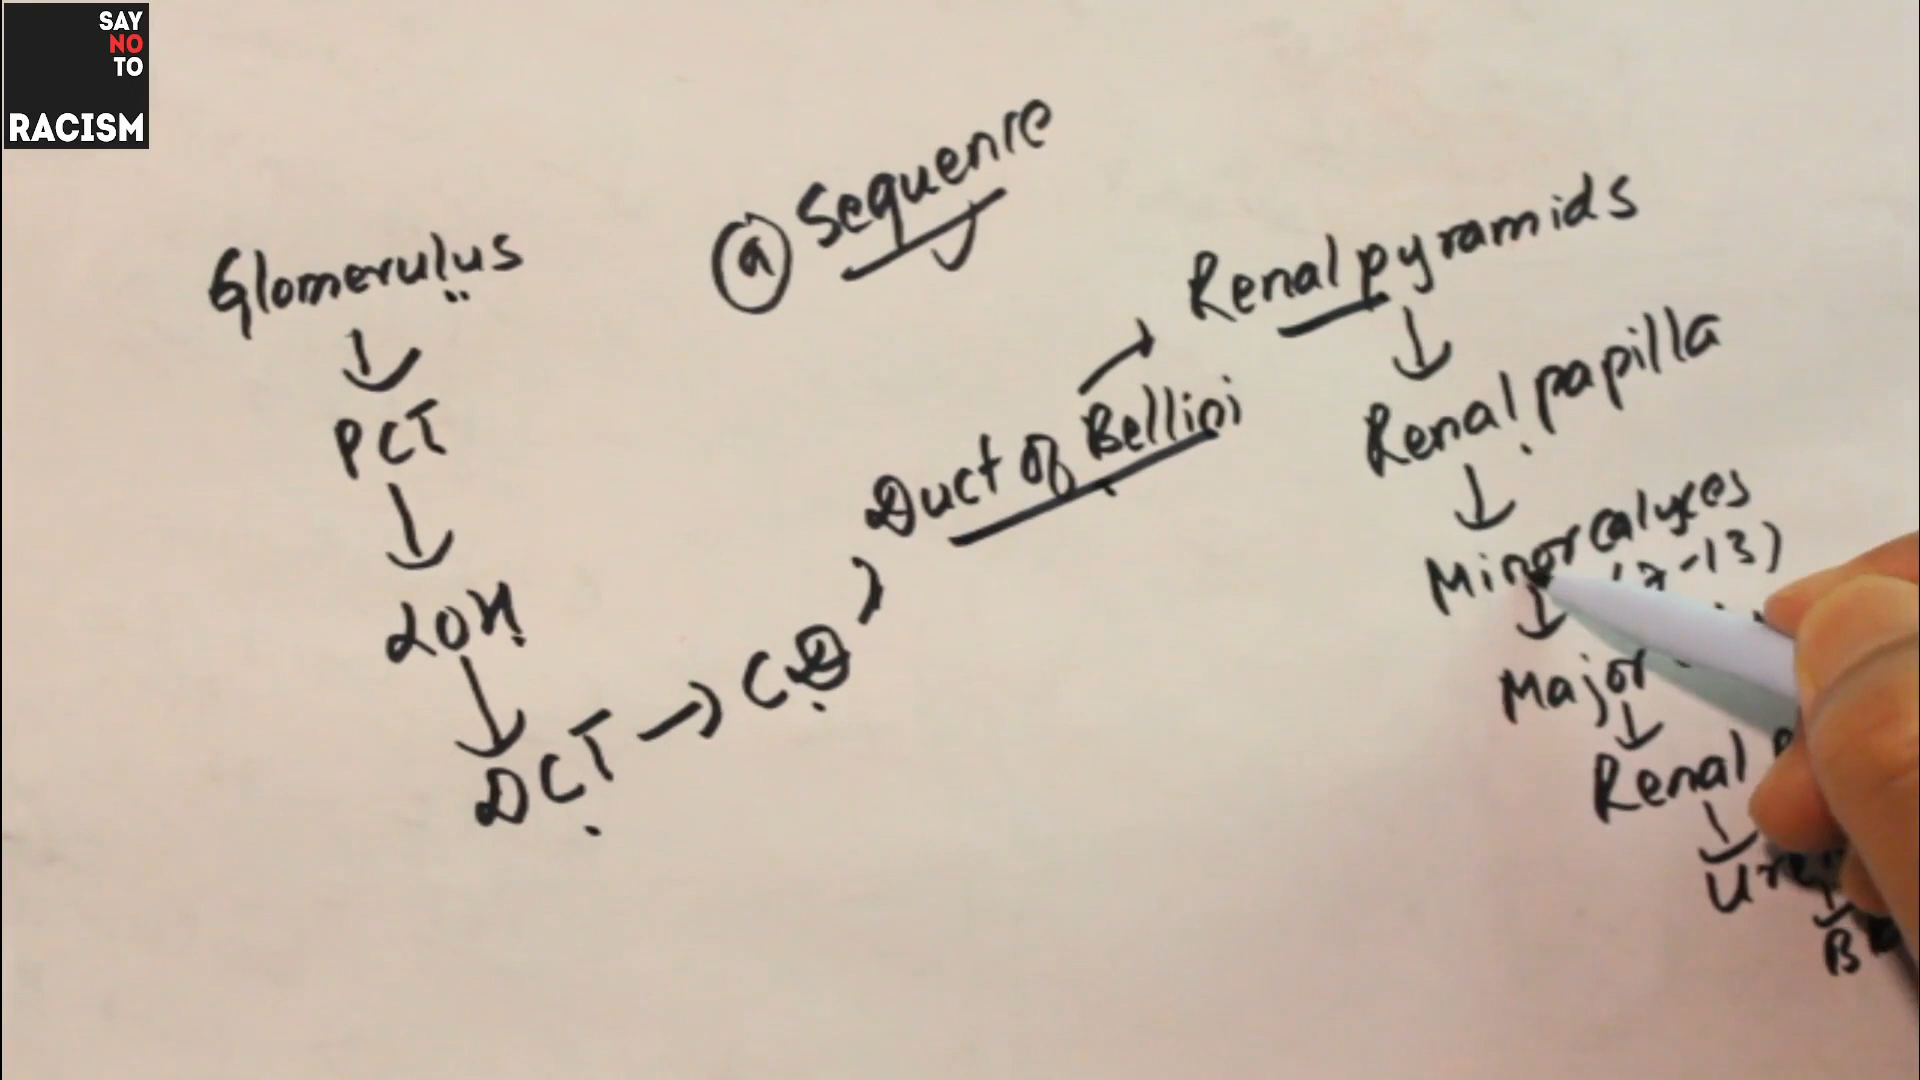 SAY
NO
TO
RACISM
a Sequence
Glomerulus
PCT
LOH
DCT → CD
Duct of Bellini
Renal pyramids
Renal papilla
Minor calyces
Major
Renal
B